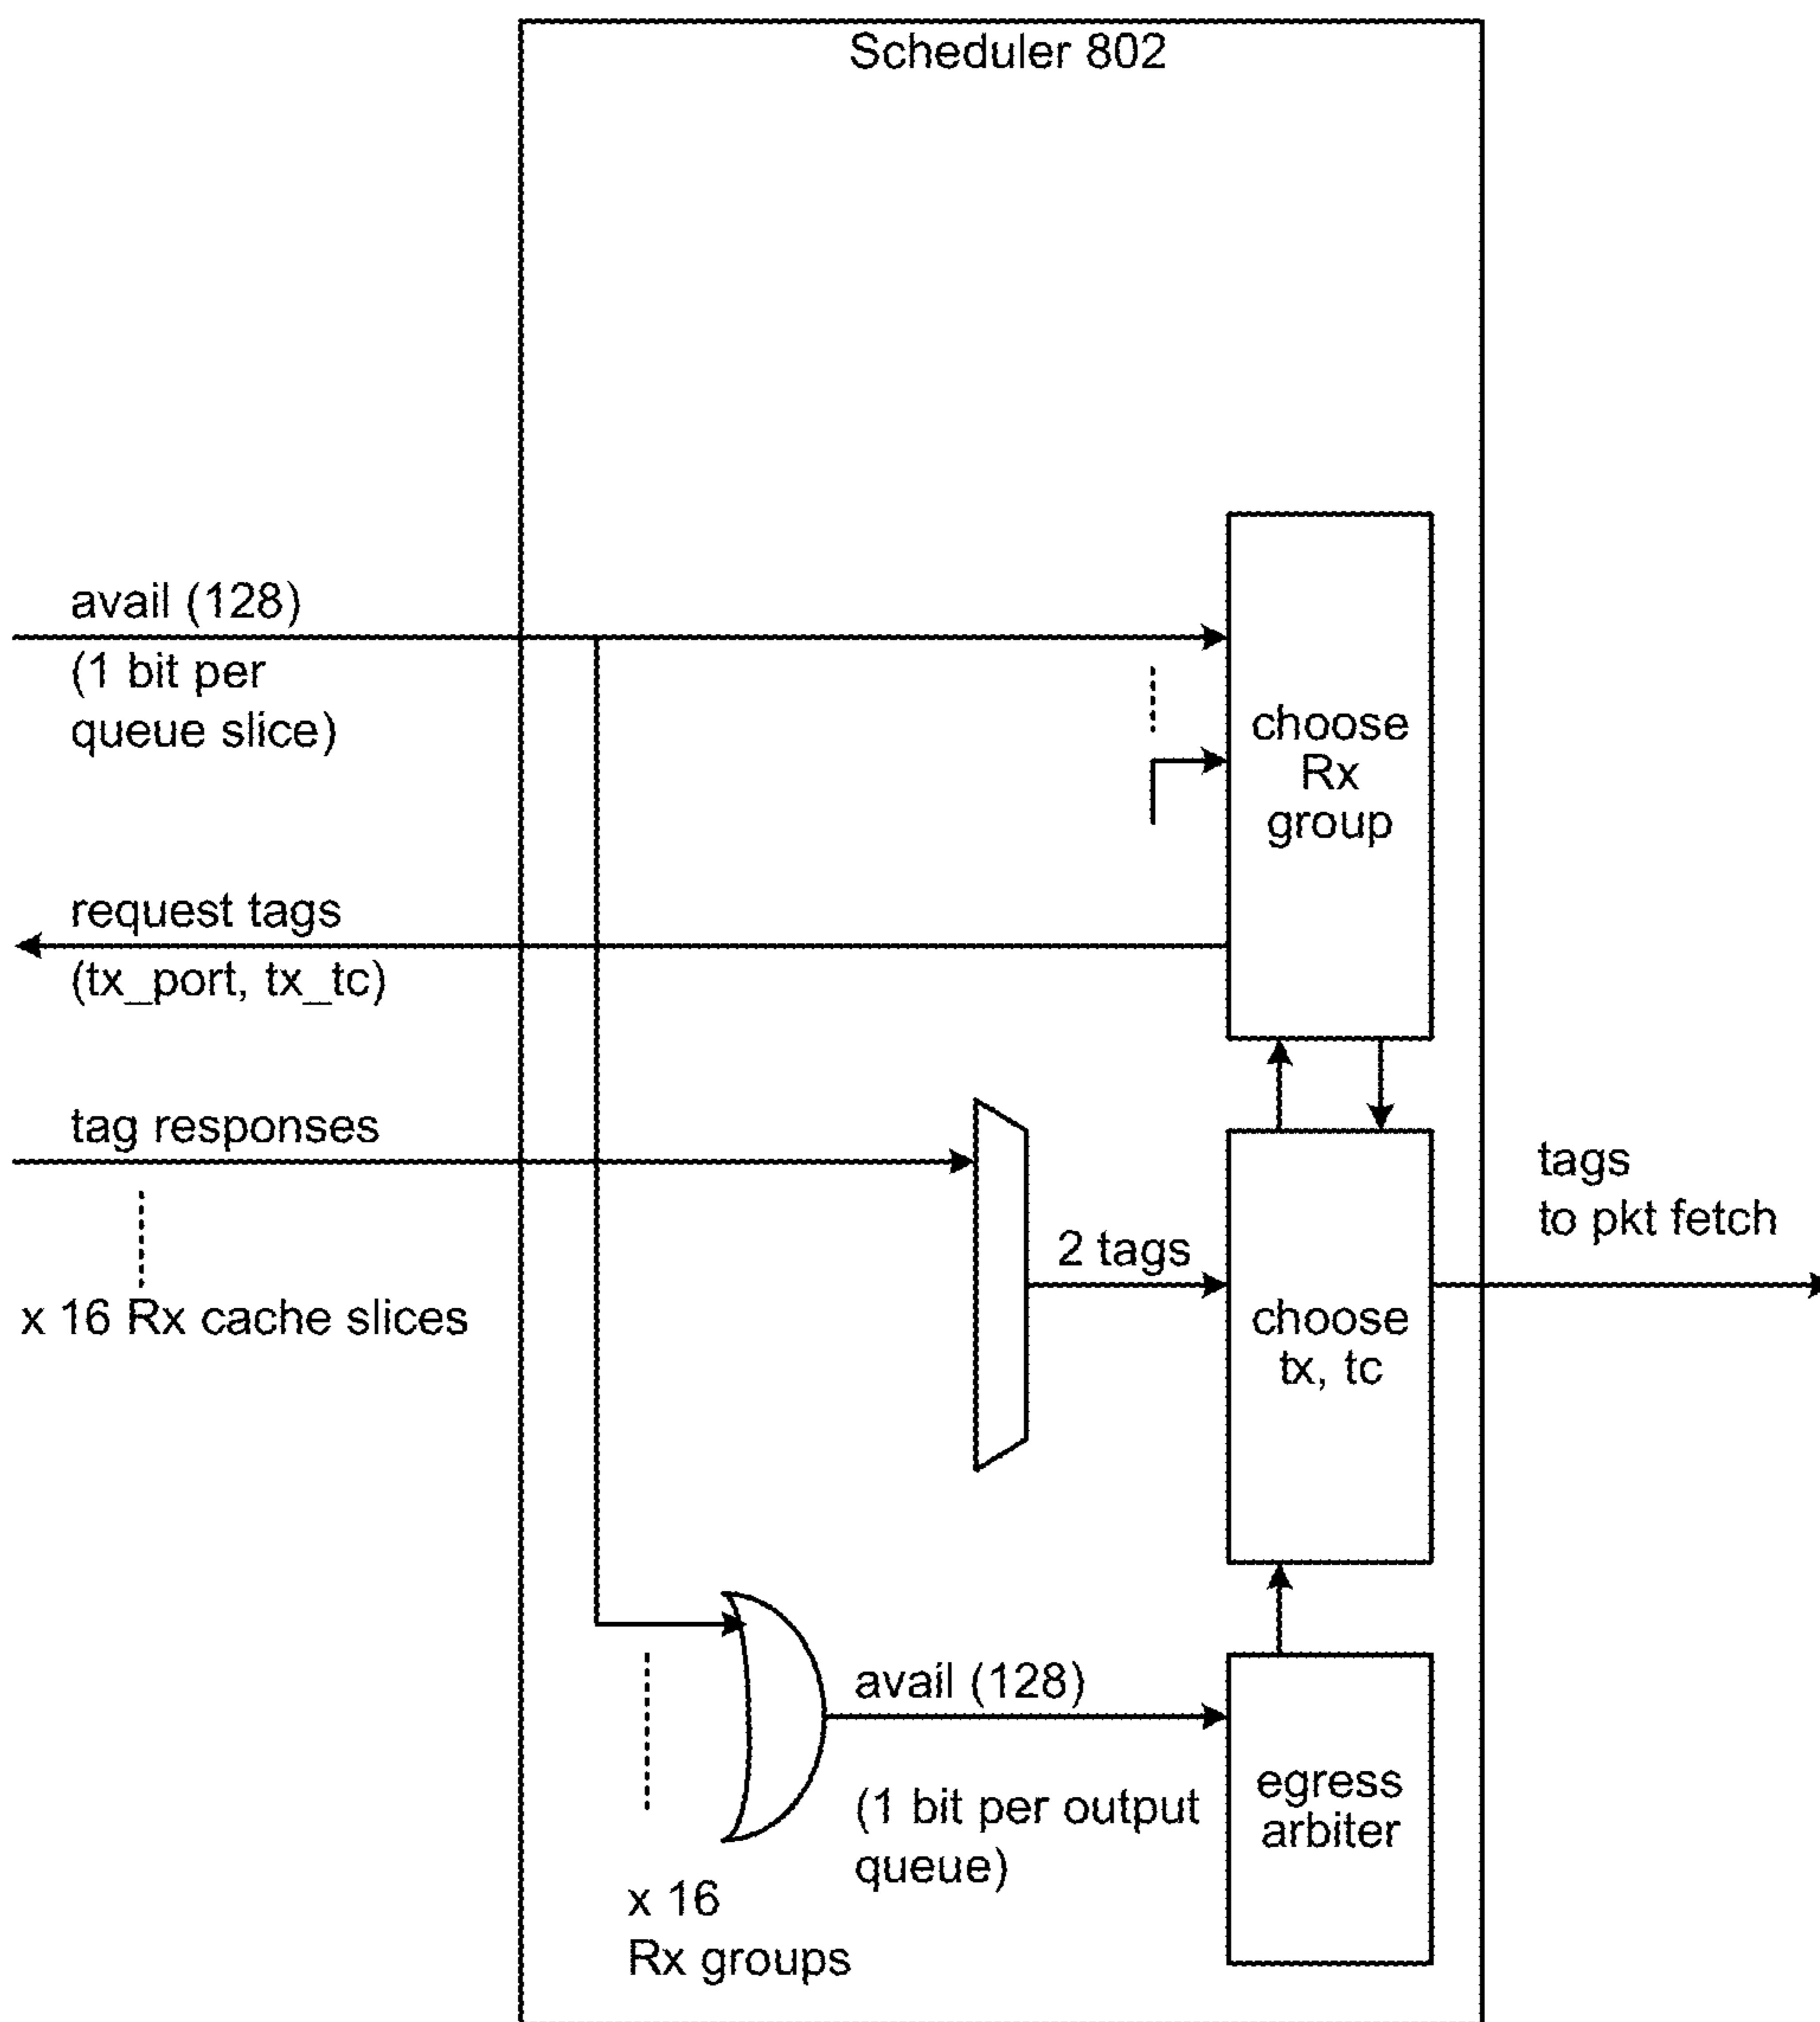 Scheduler 802
avail (128)
(1 bit per
queue slice)
choose
Rx
group
request tags
(tx_port, tx_tc)
tag responses
x 16 Rx cache slices
2 tags
choose
tx, tc
tags
to pkt fetch
avail (128)
(1 bit per output
queue)
x 16
Rx groups
egress
arbiter